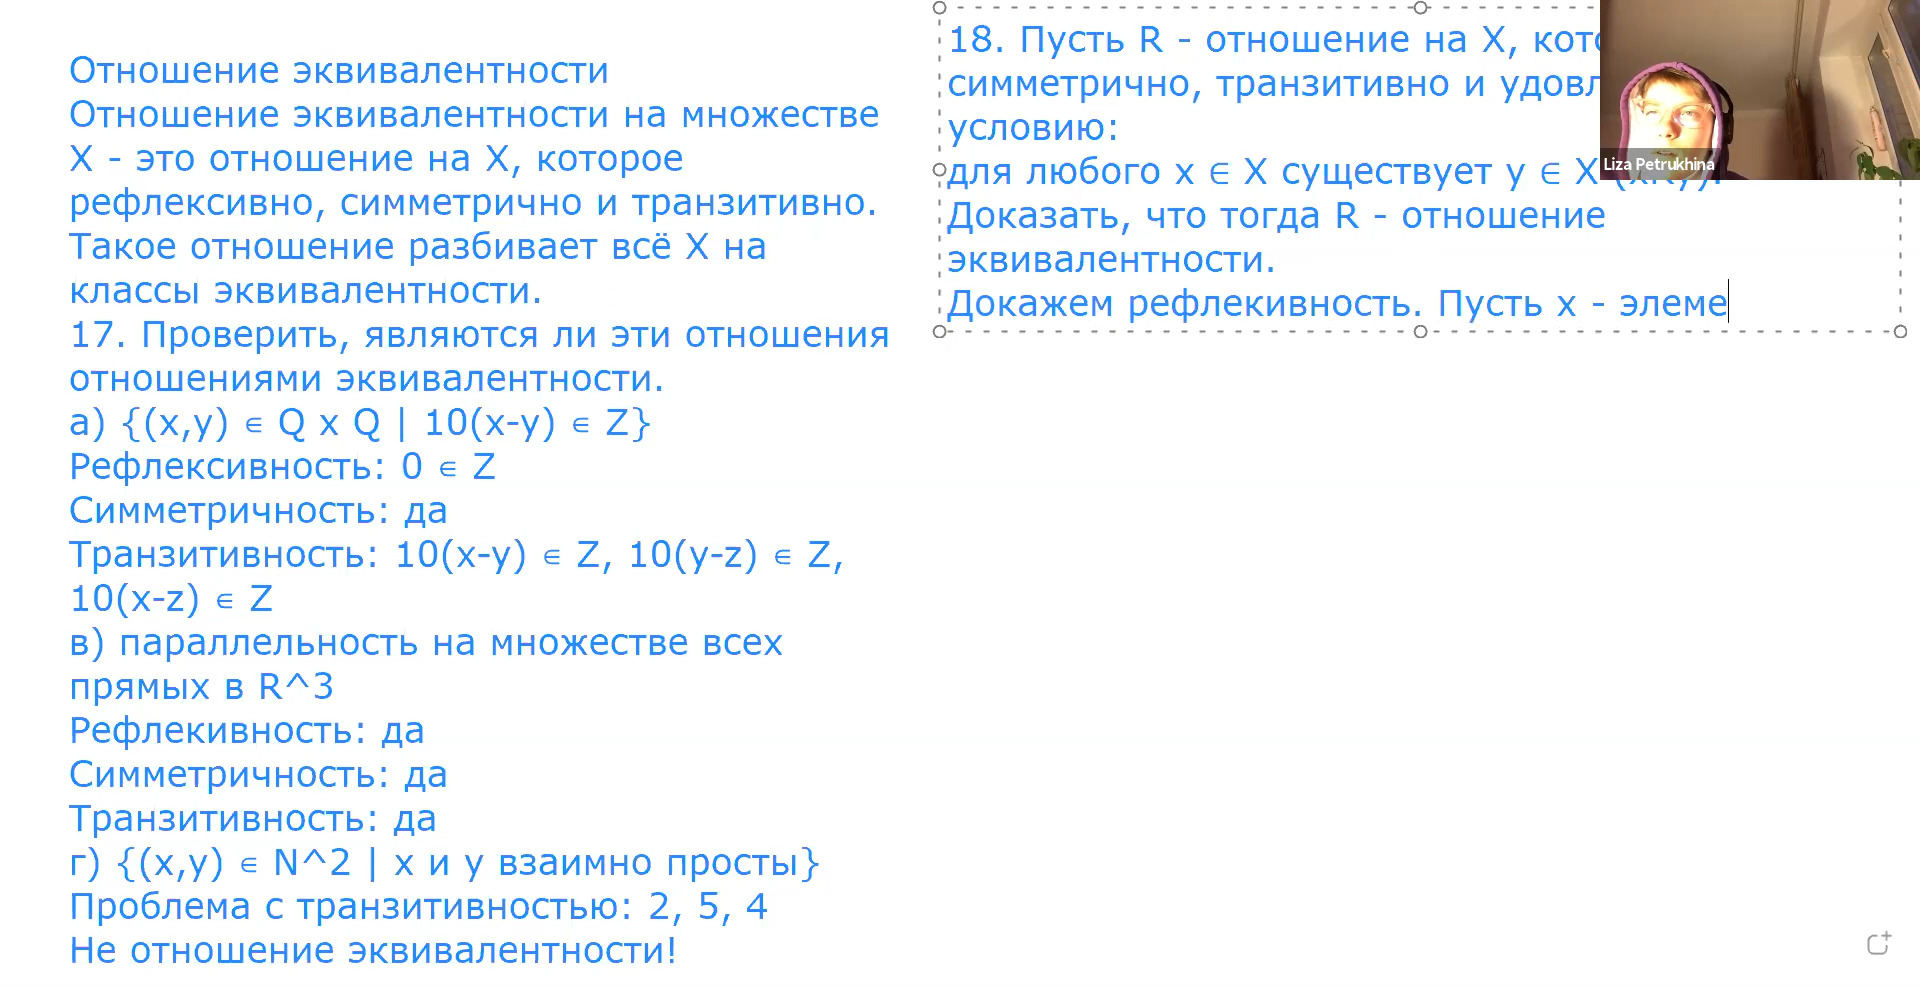 Отношение эквивалентности
Отношение эквивалентности на множестве
X - это отношение на X, которое
рефлексивно, симметрично и транзитивно.
Такое отношение разбивает всё X на
классы эквивалентности.
17. Проверить, являются ли эти отношения
отношениями эквивалентности.
а) {(x,y) ∈ Q x Q | 10(x-y) ∈ Z}
Рефлексивность: 0 ∈ Z
Симметричность: да
Транзитивность: 10(x-y) ∈ Z, 10(y-z) ∈ Z,
10(x-z) ∈ Z
в) параллельность на множестве всех
прямых в R^3
Рефлекивность: да
Симметричность: да
Транзитивность: да
г) {(x,y) ∈ N^2 | x и y взаимно просты}
Проблема с транзитивностью: 2, 5, 4
Не отношение эквивалентности!
18. Пусть R - отношение на X,
симметрично, транзитивно и
условию:
для любого x ∈ X существует y ∈ X
Доказать, что тогда R - отношение
эквивалентности.
Докажем рефлекивность. Пусть x - элеме
Liza Petrukhina